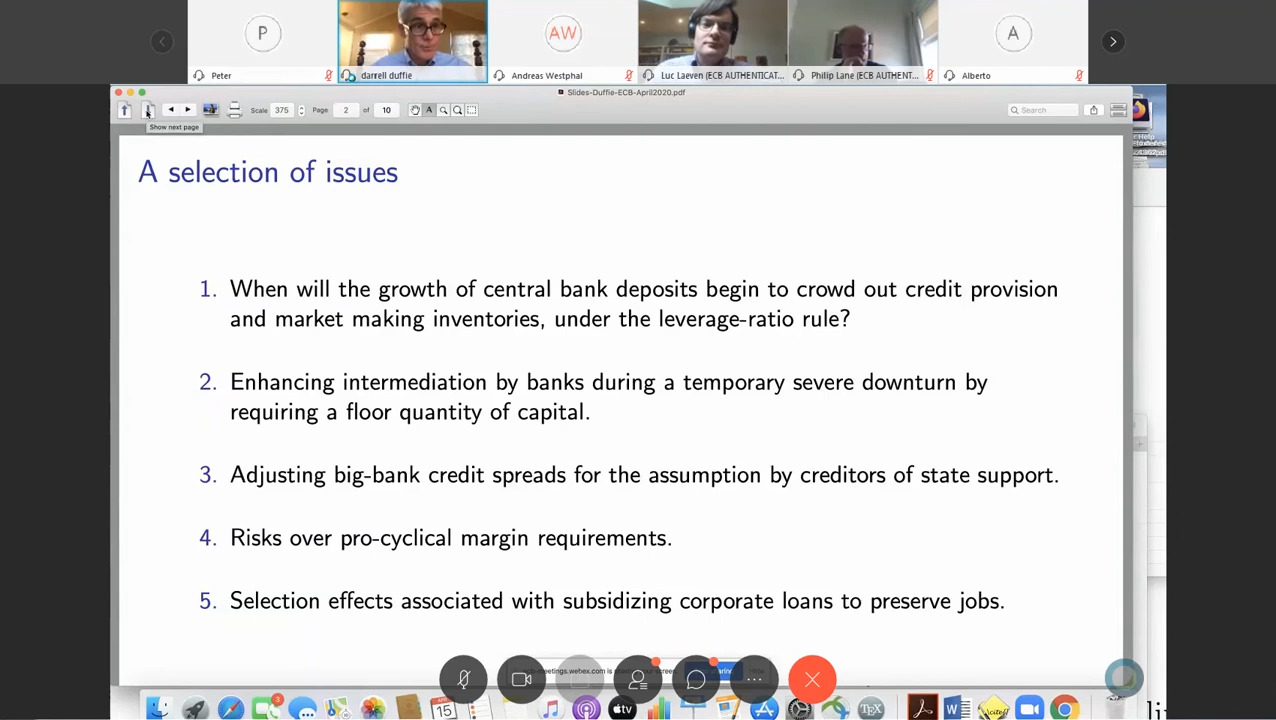 P
AW
A
Peter
darrell duffie
Andreas Westphal
Luc Laeven (ECB AUTHENTICAT...
Philip Lane (ECB AUTHENT...
Alberto
Slides-Duffie-ECB-April2020.pdf
Scale 375 Page 2 of 10 A Search
Show next page
A selection of issues
1. When will the growth of central bank deposits begin to crowd out credit provision
and market making inventories, under the leverage-ratio rule?
2. Enhancing intermediation by banks during a temporary severe downturn by
requiring a floor quantity of capital.
3. Adjusting big-bank credit spreads for the assumption by creditors of state support.
4. Risks over pro-cyclical margin requirements.
5. Selection effects associated with subsidizing corporate loans to preserve jobs.
3
APR
15
tv
TEX